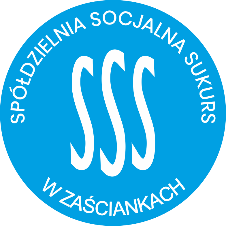 SPÓŁDZIELNIA SOCJALNA SUKURS
SSS
W ZAŚCIANKACH